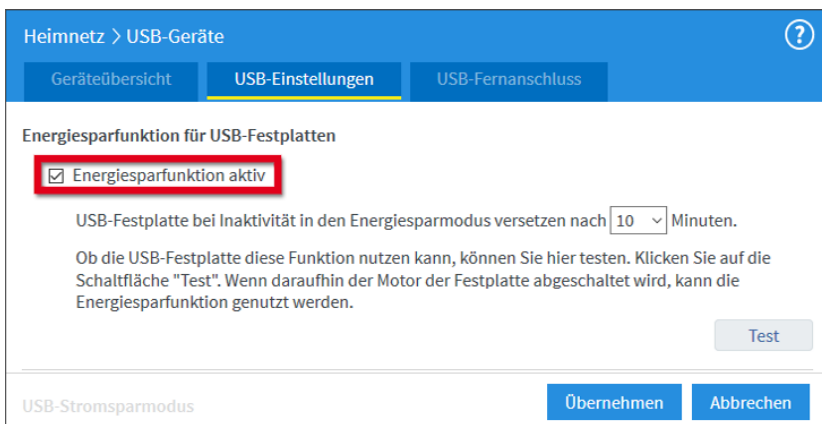 Heimnetz > USB-Geräte
?
Geräteübersicht USB-Einstellungen USB-Fernanschluss
Energiesparfunktion für USB-Festplatten
Energiesparfunktion aktiv
USB-Festplatte bei Inaktivität in den Energiesparmodus versetzen nach 10 Minuten.
Ob die USB-Festplatte diese Funktion nutzen kann, können Sie hier testen. Klicken Sie auf die
Schaltfläche "Test". Wenn daraufhin der Motor der Festplatte abgeschaltet wird, kann die
Energiesparfunktion genutzt werden.
Test
USB-Stromsparmodus
Übernehmen Abbrechen